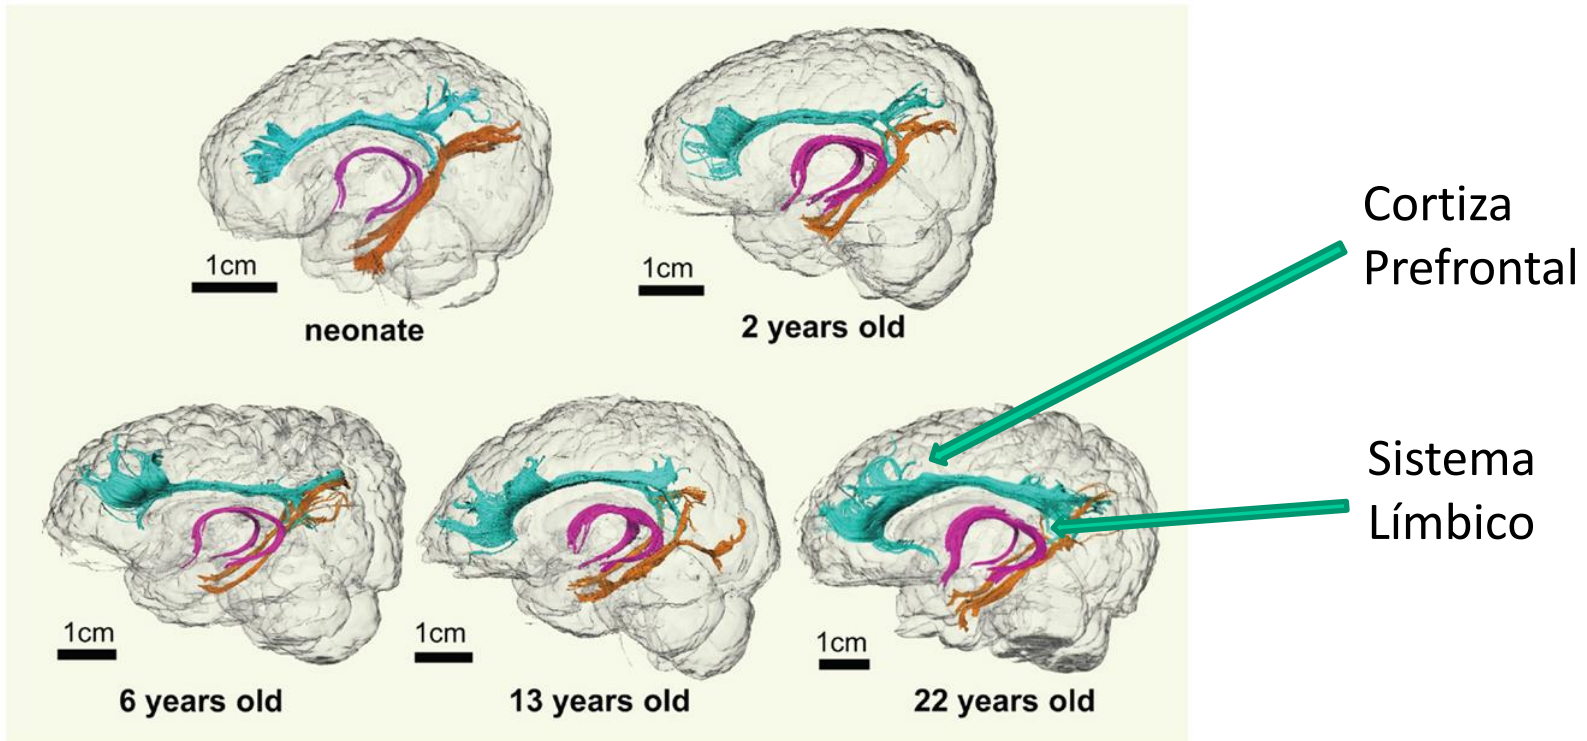 1cm
neonate
1cm
2 years old
1cm
6 years old
1cm
13 years old
1cm
22 years old
Cortiza
Prefrontal
Sistema
Límbico